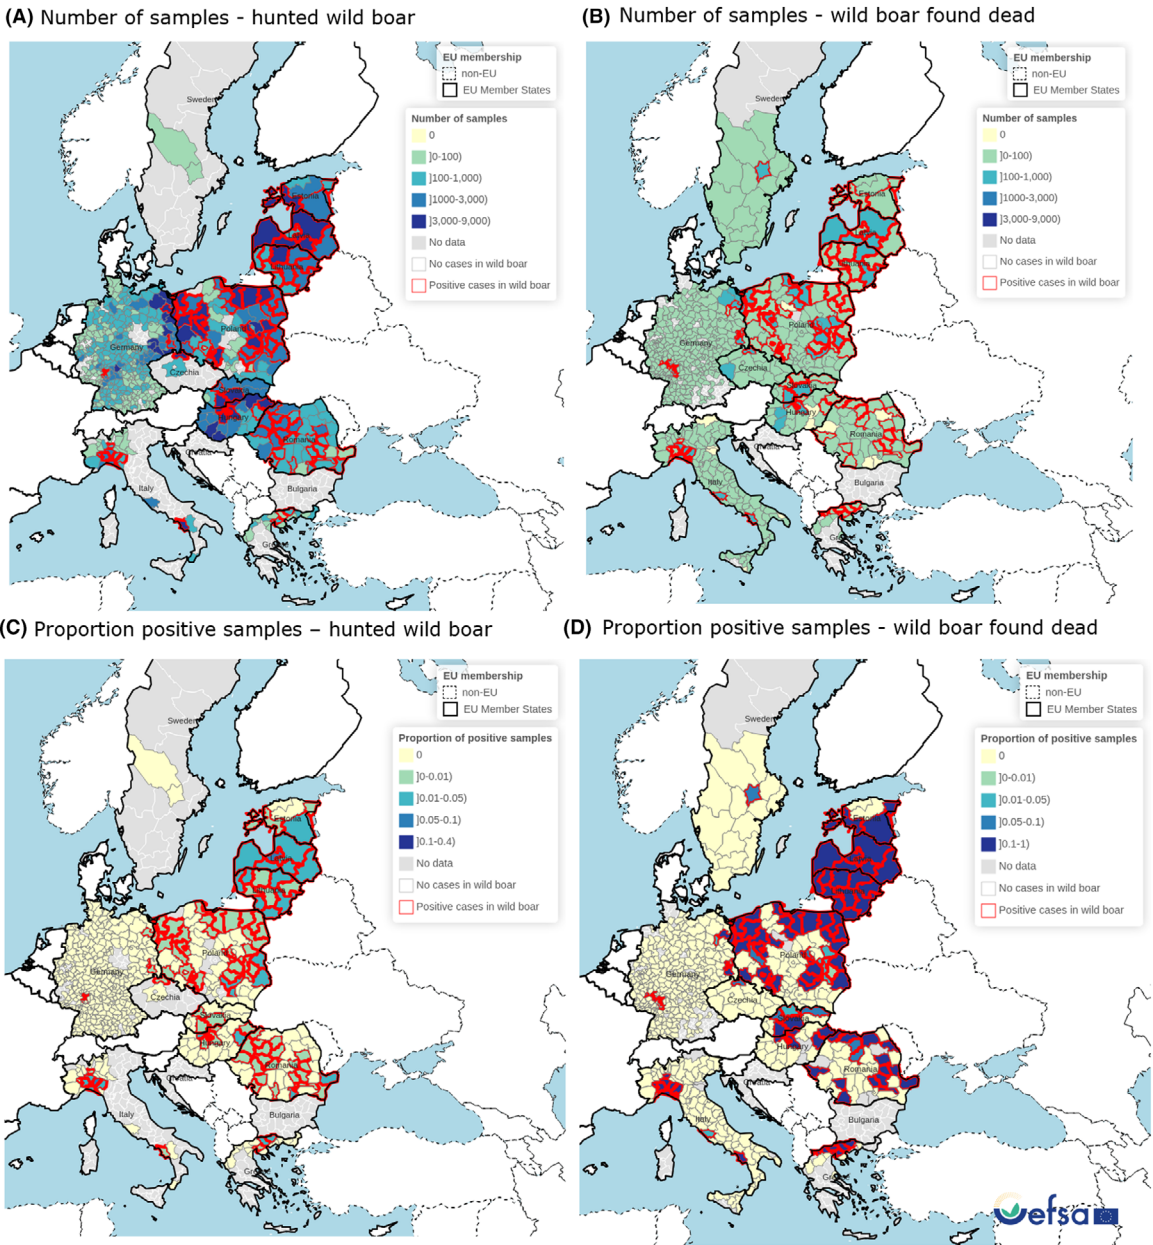 (A) Number of samples - hunted wild boar
EU membership
non-EU
EU Member States
Number of samples
0
]0-100)
]100-1,000)
]1000-3,000)
]3,000-9,000)
No data
No cases in wild boar
Positive cases in wild boar
Sweden
Estonia
Poland
Germany
Czechia
Hungary
Romania
Italy
Bulgaria
(B) Number of samples - wild boar found dead
EU membership
non-EU
EU Member States
Number of samples
0
]0-100)
]100-1,000)
]1000-3,000)
]3,000-9,000)
No data
No cases in wild boar
Positive cases in wild boar
Sweden
Estonia
Poland
Germany
Czechia
Hungary
Romania
Italy
Bulgaria
(C) Proportion positive samples – hunted wild boar
EU membership
non-EU
EU Member States
Proportion of positive samples
0
]0-0.01)
]0.01-0.05)
]0.05-0.1)
]0.1-0.4)
No data
No cases in wild boar
Positive cases in wild boar
Sweden
Estonia
Poland
Germany
Czechia
Hungary
Romania
Italy
Bulgaria
(D) Proportion positive samples - wild boar found dead
EU membership
non-EU
EU Member States
Proportion of positive samples
0
]0-0.01)
]0.01-0.05)
]0.05-0.1)
]0.1-1)
No data
No cases in wild boar
Positive cases in wild boar
Sweden
Estonia
Poland
Germany
Czechia
Hungary
Romania
Italy
Bulgaria
efsa